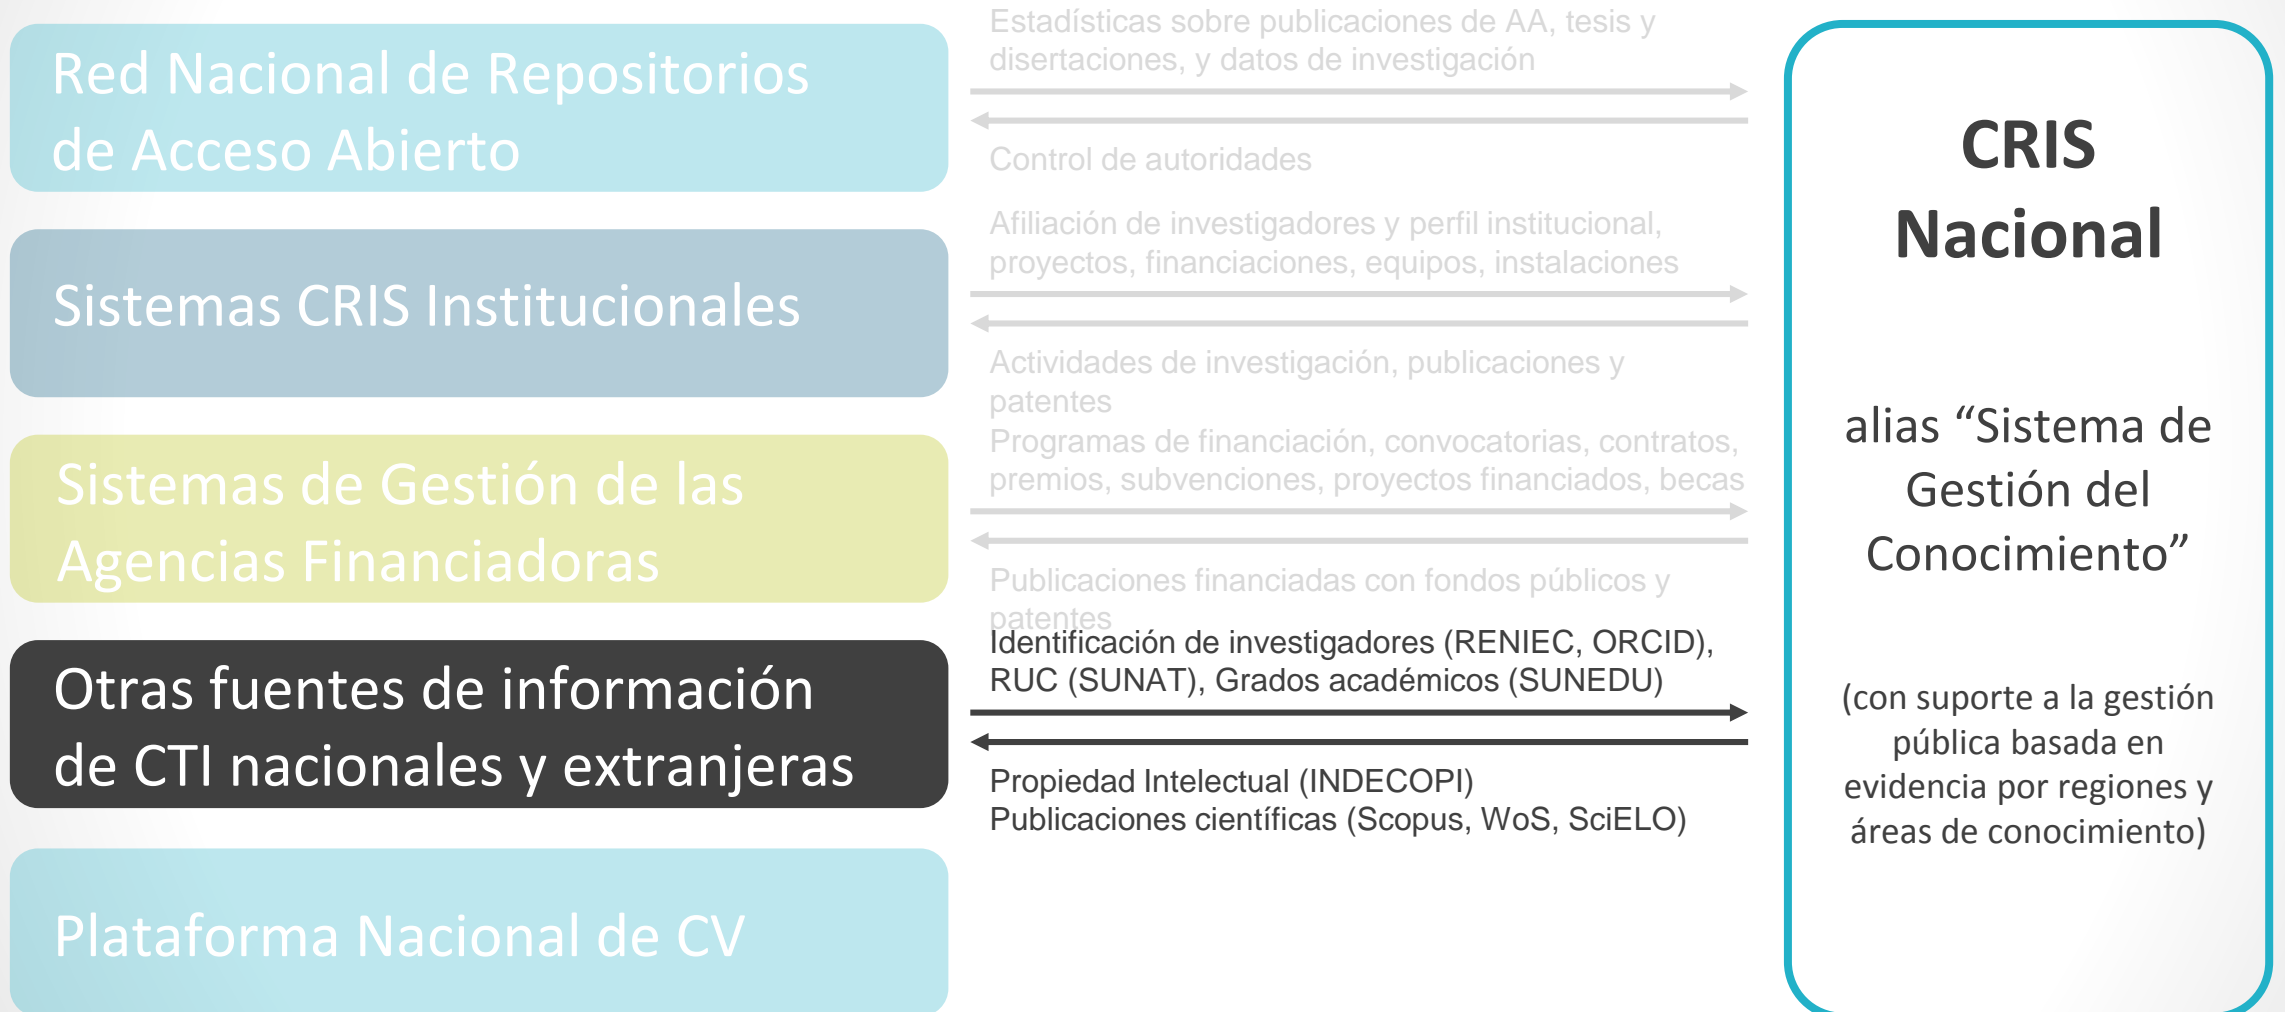 Red Nacional de Repositorios
de Acceso Abierto
Estadísticas sobre publicaciones de AA, tesis y
disertaciones, y datos de investigación
Control de autoridades
Sistemas CRIS Institucionales
Afiliación de investigadores y perfil institucional,
proyectos, financiaciones, equipos, instalaciones
Actividades de investigación, publicaciones y
patentes
Sistemas de Gestión de las
Agencias Financiadoras
Programas de financiación, convocatorias, contratos,
premios, subvenciones, proyectos financiados, becas
Publicaciones financiadas con fondos públicos y
patentes
Otras fuentes de información
de CTI nacionales y extranjeras
Identificación de investigadores (RENIEC, ORCID),
RUC (SUNAT), Grados académicos (SUNEDU)
Propiedad Intelectual (INDECOPI)
Publicaciones científicas (Scopus, WoS, SciELO)
Plataforma Nacional de CV
CRIS
Nacional
alias “Sistema de
Gestión del
Conocimiento”
(con suporte a la gestión
pública basada en
evidencia por regiones y
áreas de conocimiento)